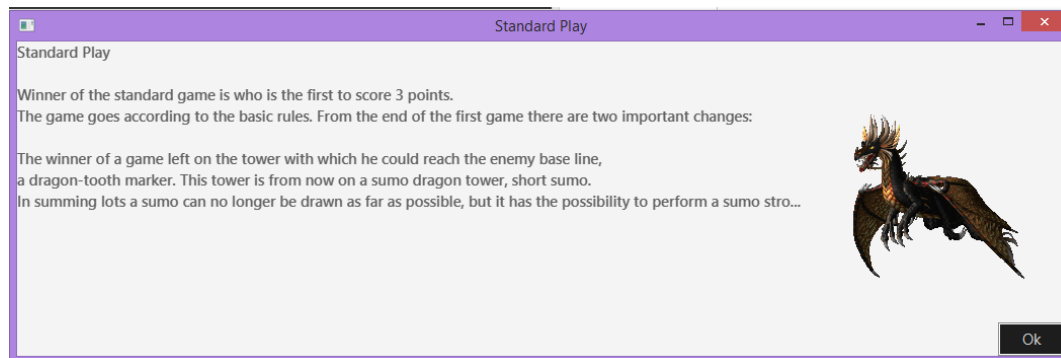 Standard Play
Standard Play
Winner of the standard game is who is the first to score 3 points.
The game goes according to the basic rules. From the end of the first game there are two important changes:
The winner of a game left on the tower with which he could reach the enemy base line,
a dragon-tooth marker. This tower is from now on a sumo dragon tower, short sumo.
In summing lots a sumo can no longer be drawn as far as possible, but it has the possibility to perform a sumo stro...
Ok